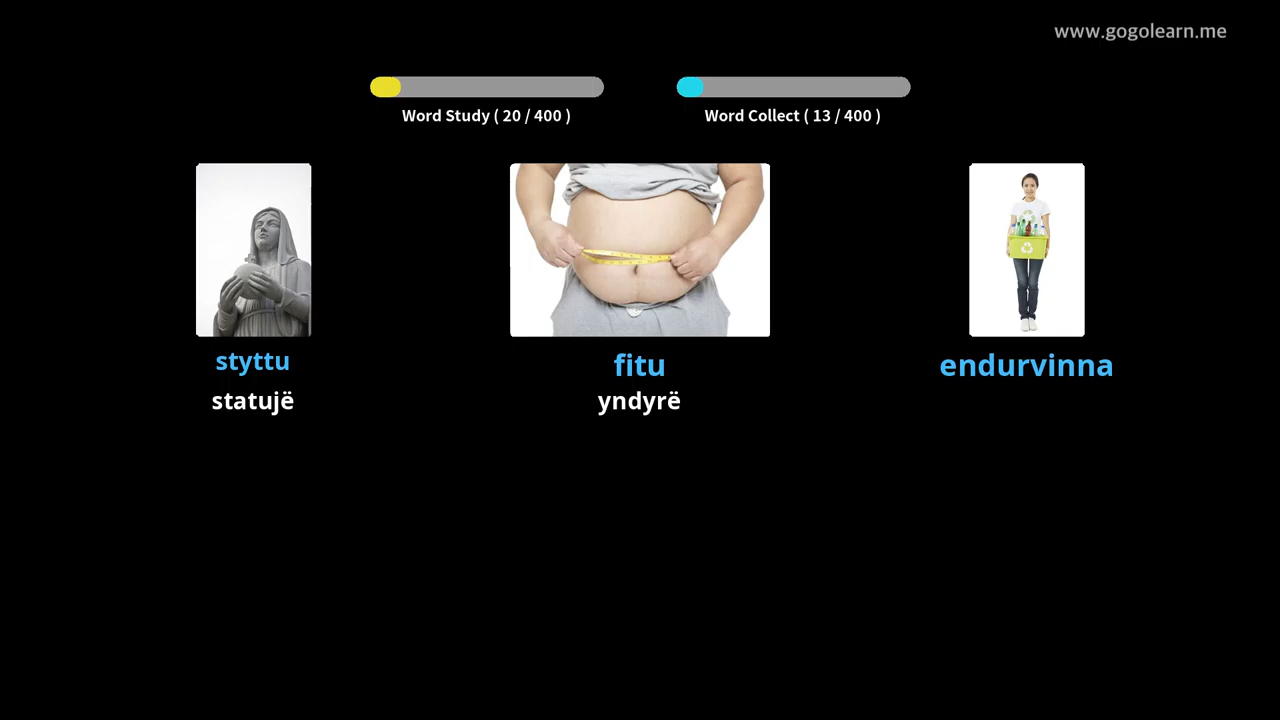 www.gogolearn.me
Word Study ( 20 / 400 )
Word Collect ( 13 / 400 )
styttu
statujë
fitu
yndyrë
endurvinna